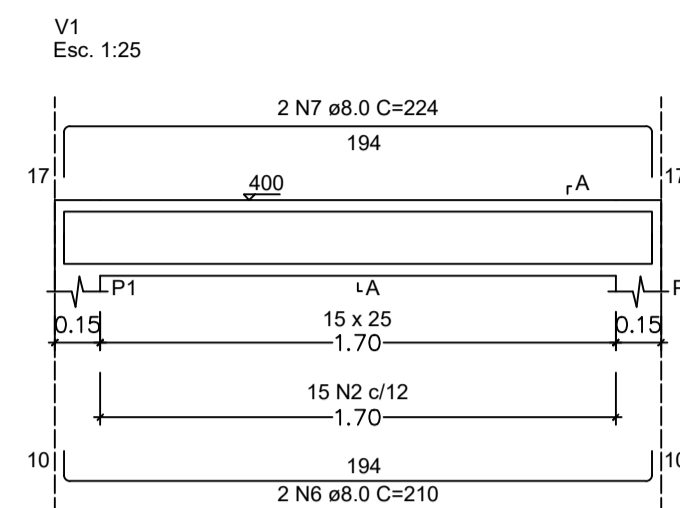 V1
Esc. 1:25
2 N7 ø8.0 C=224
194
17 17
400 A
P1 A P
0.15 15 x 25 0.15
1.70
15 N2 c/12
1.70
10 194 10
2 N6 ø8.0 C=210